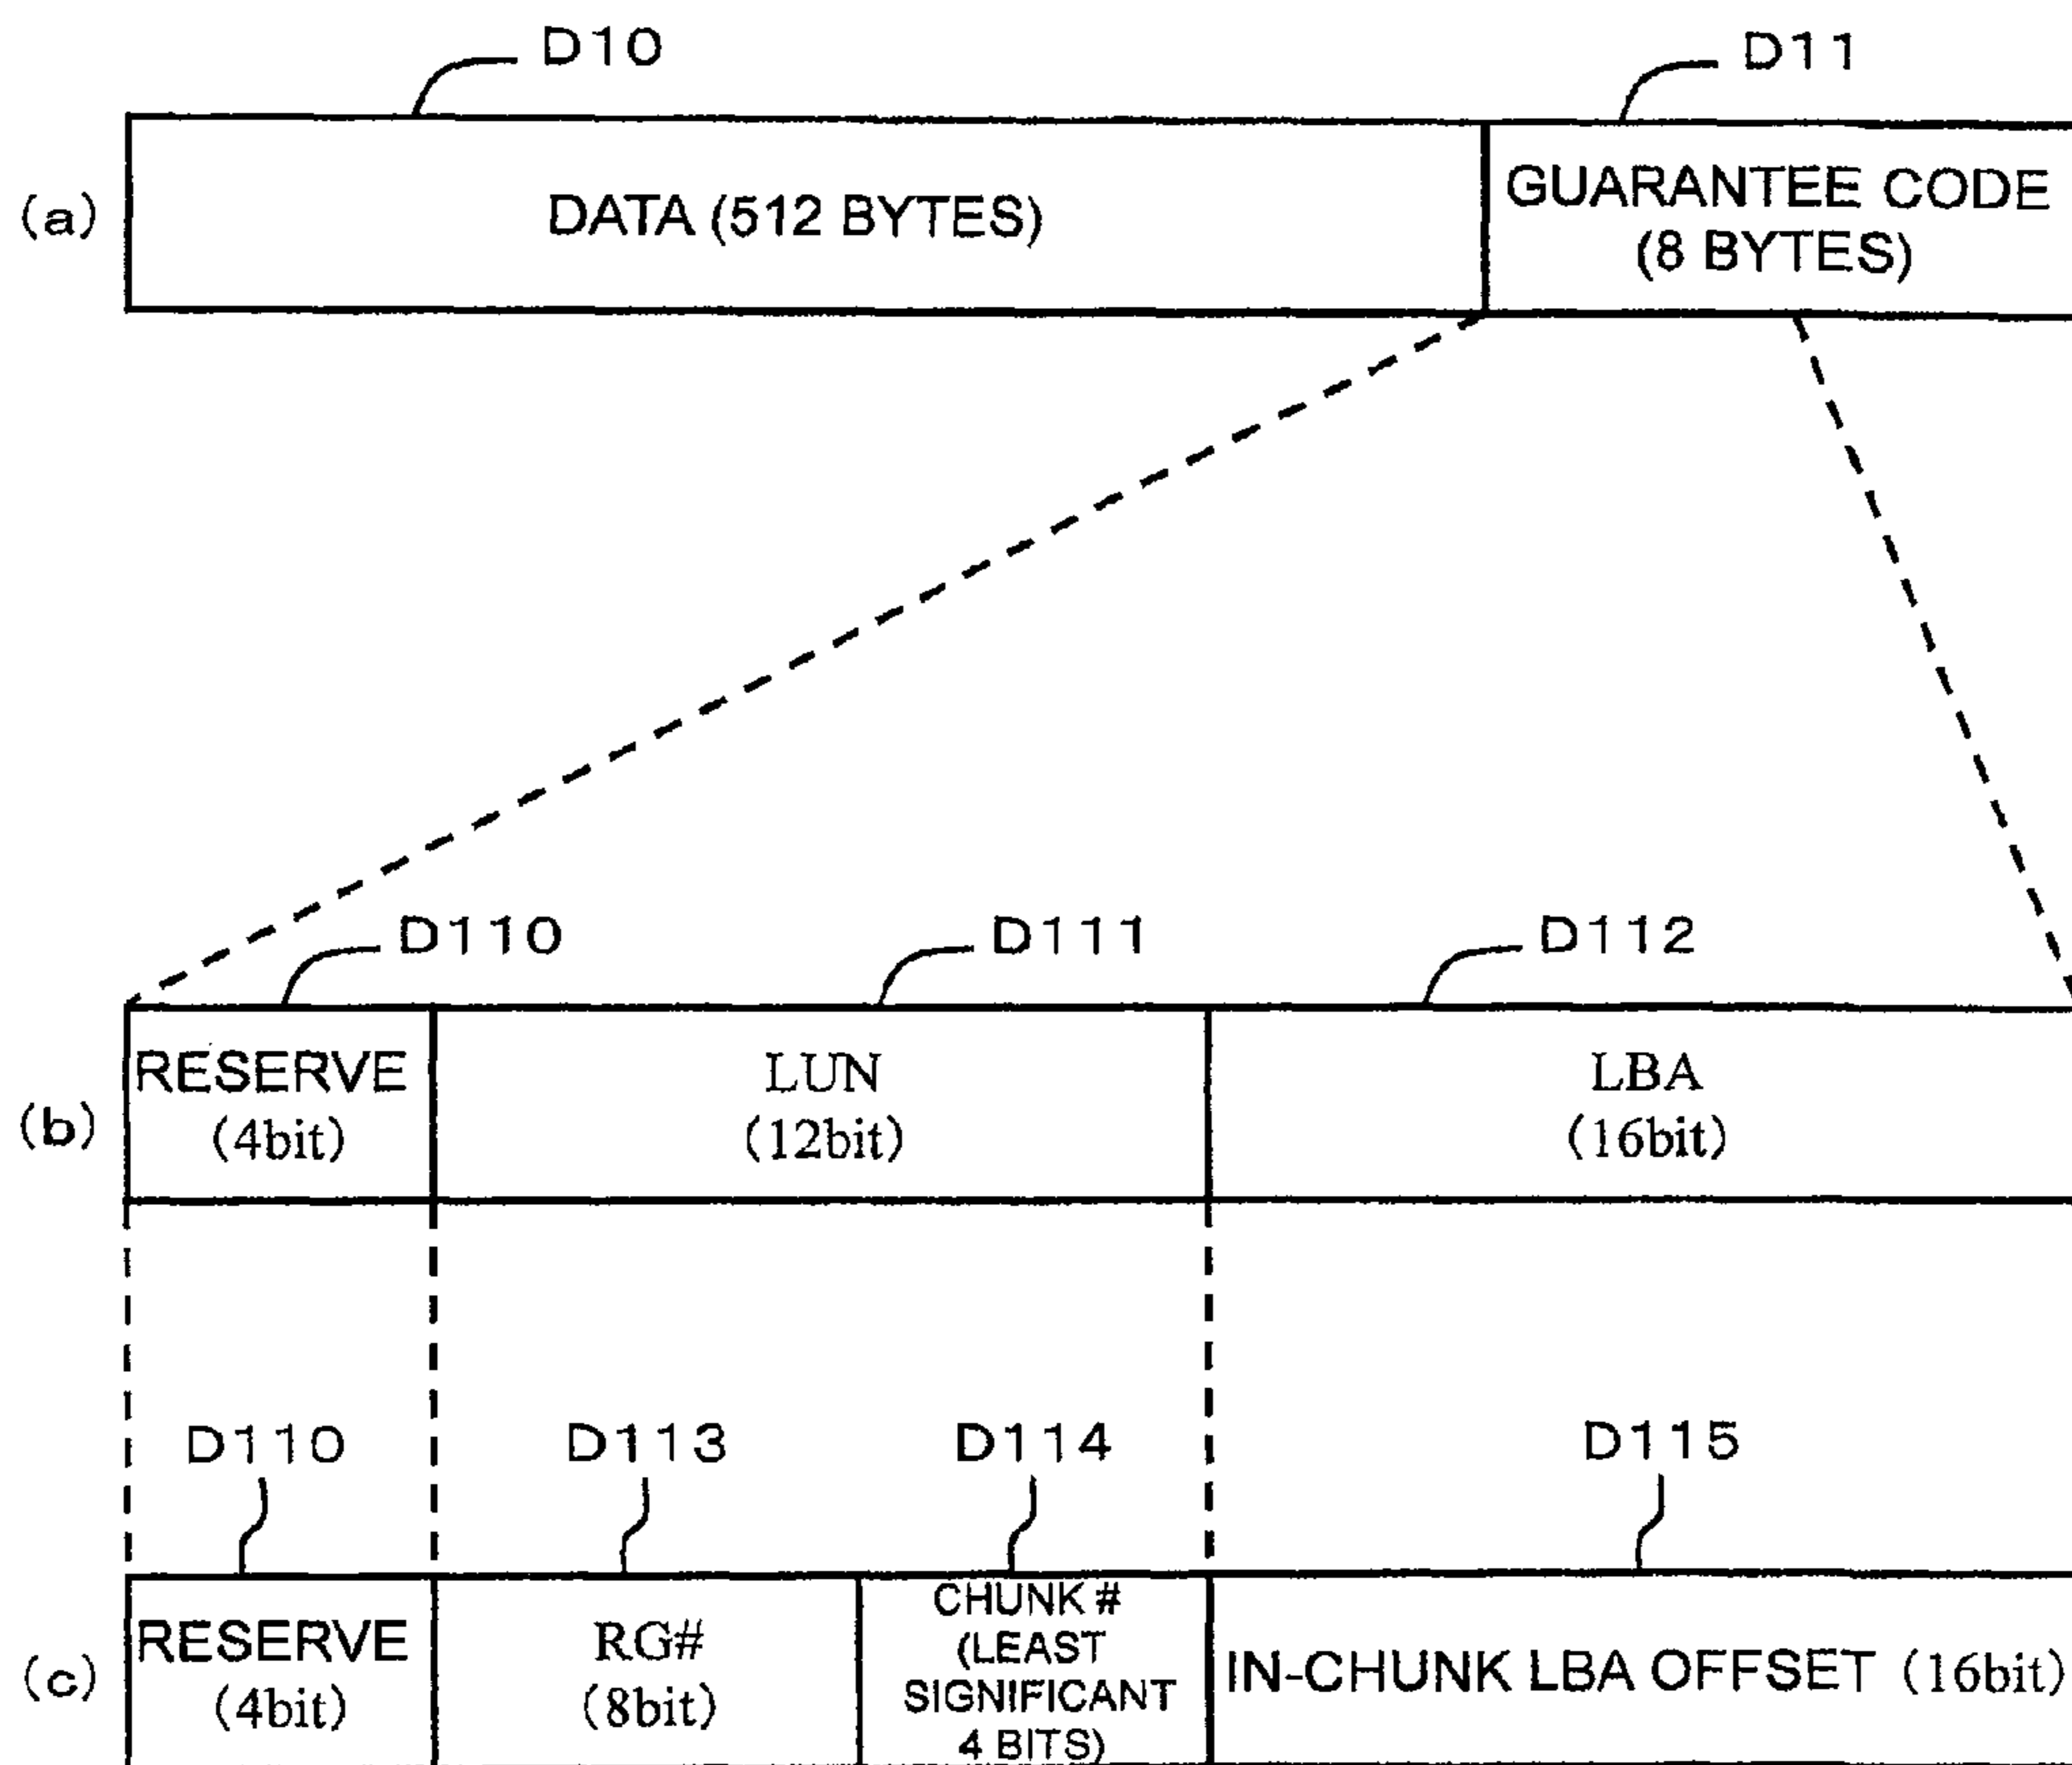 D10
D11
(a)
DATA (512 BYTES)
GUARANTEE CODE
(8 BYTES)
D110
D111
D112
(b)
RESERVE
(4bit)
LUN
(12bit)
LBA
(16bit)
D110
D113
D114
D115
(c)
RESERVE
(4bit)
RG#
(8bit)
CHUNK #
(LEAST
SIGNIFICANT
4 BITS)
IN-CHUNK LBA OFFSET (16bit)